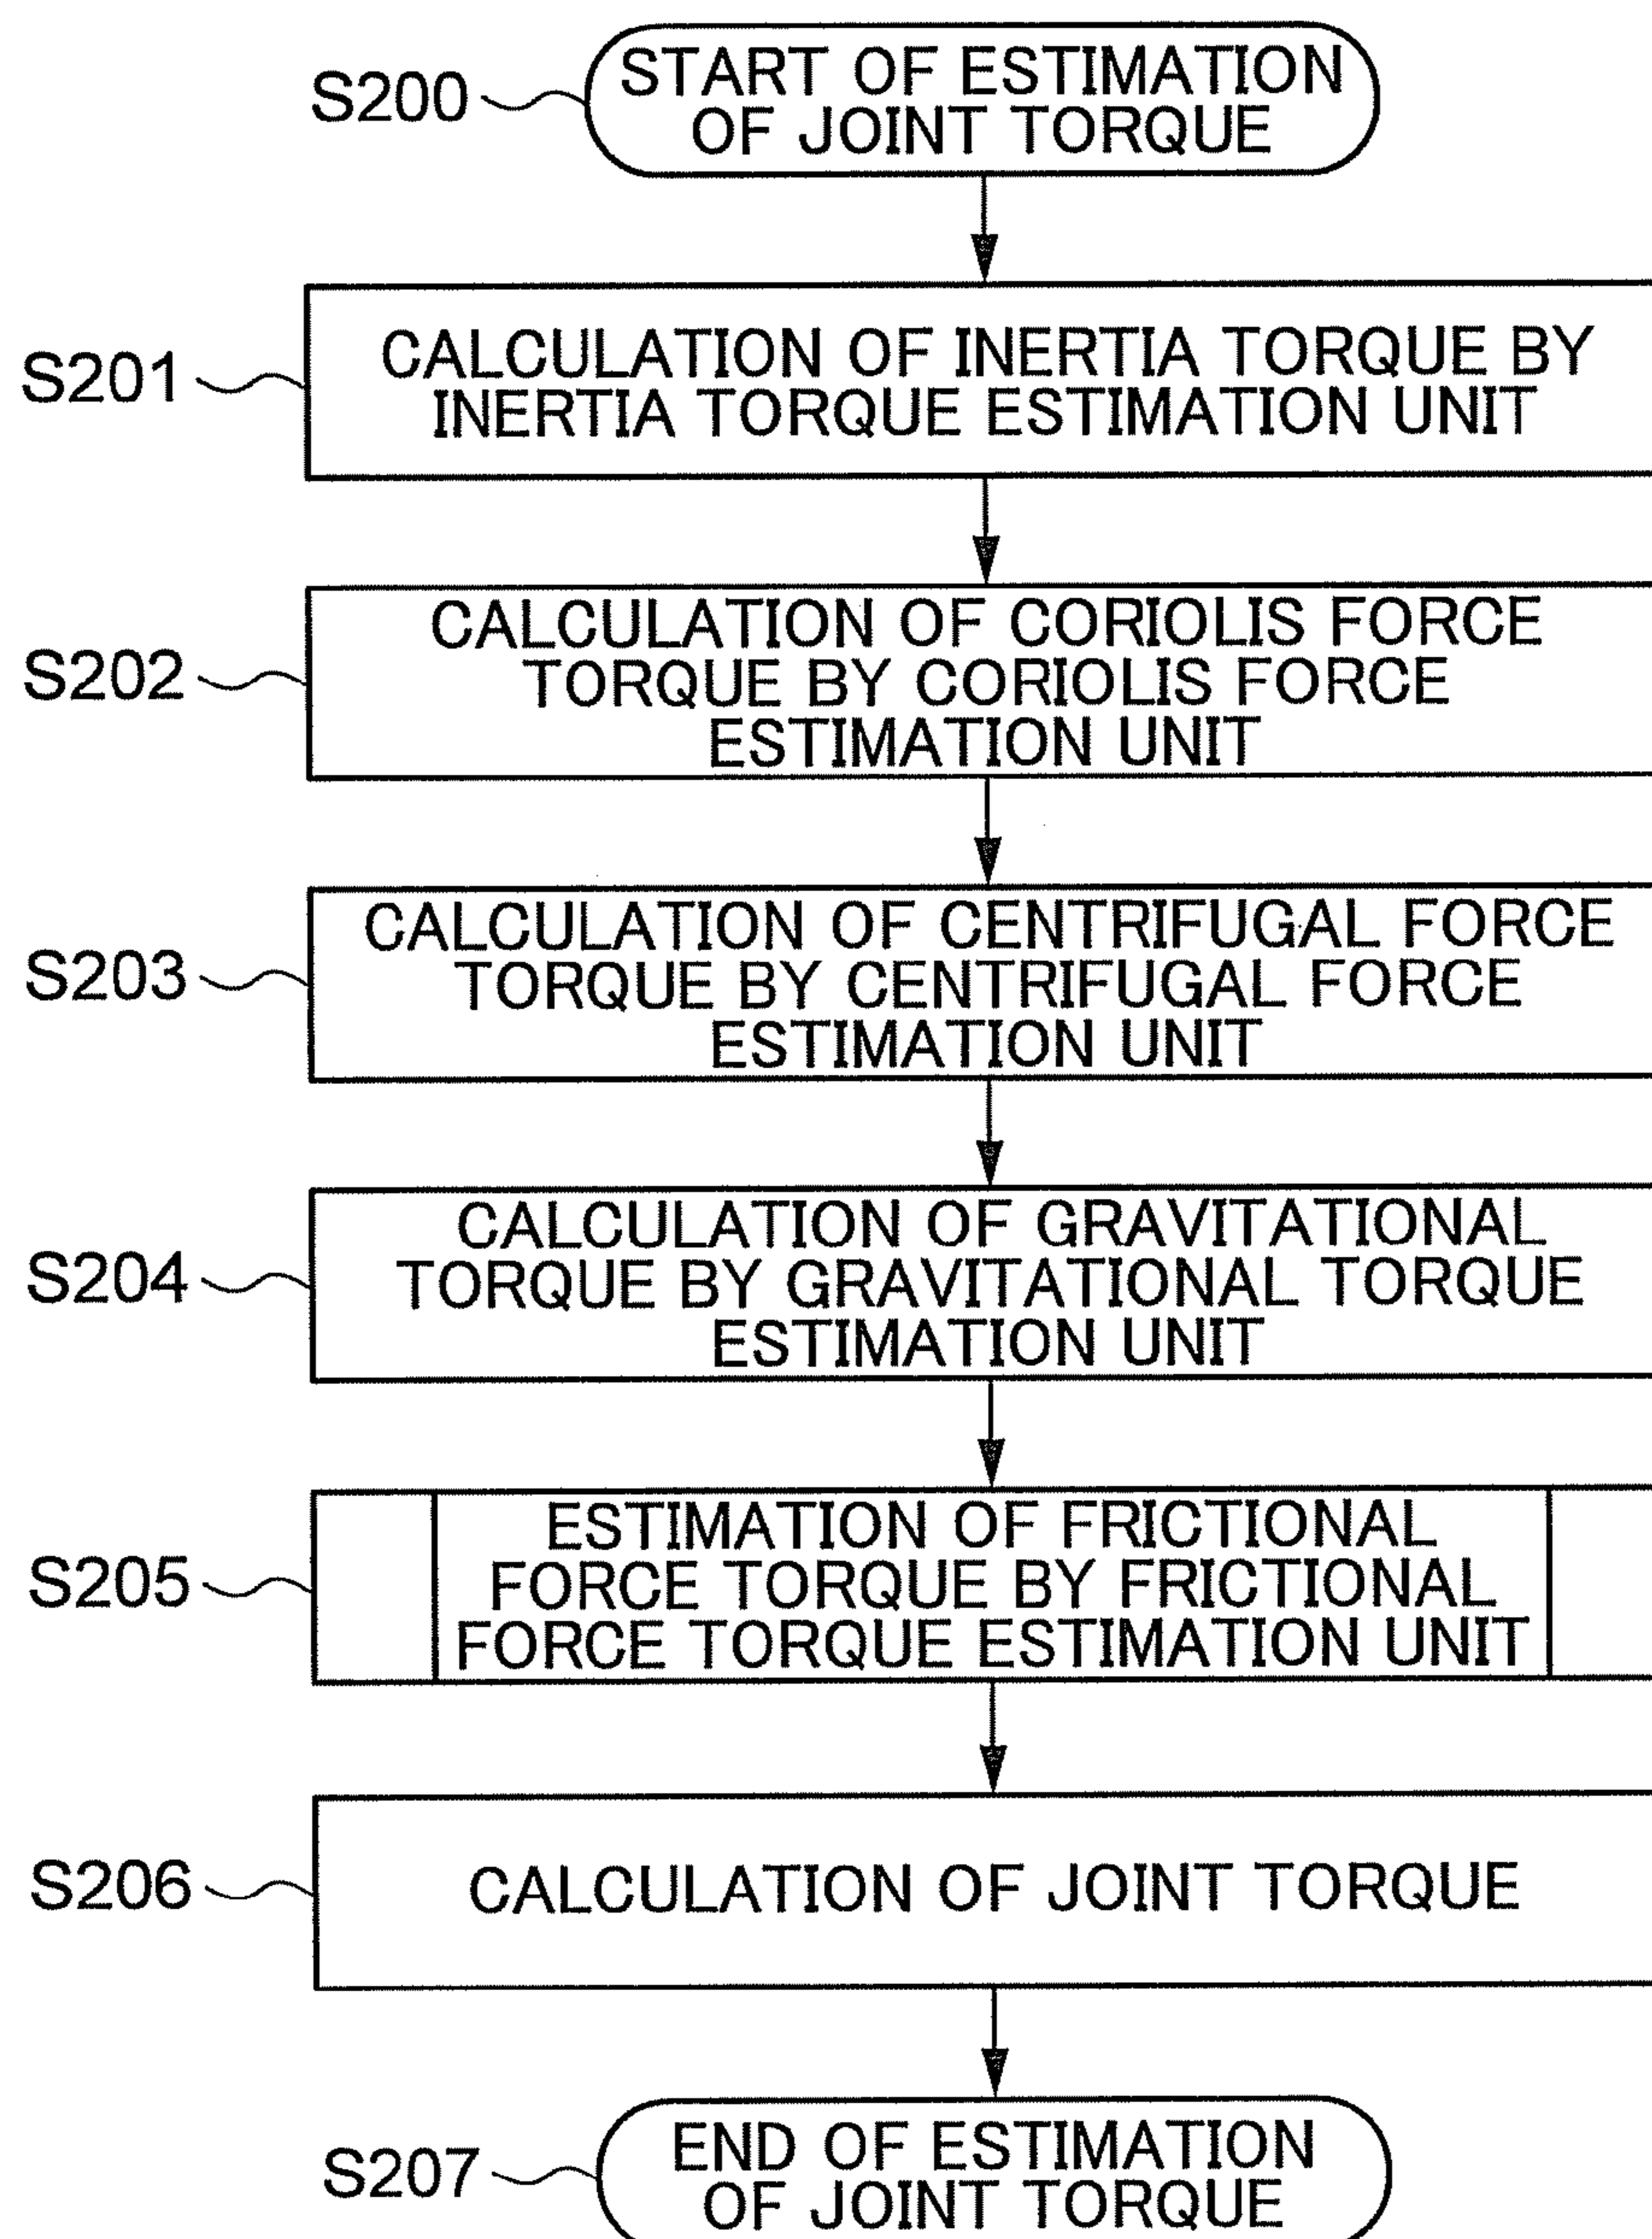 S200
START OF ESTIMATION
OF JOINT TORQUE
S201
CALCULATION OF INERTIA TORQUE BY
INERTIA TORQUE ESTIMATION UNIT
S202
CALCULATION OF CORIOLIS FORCE
TORQUE BY CORIOLIS FORCE
ESTIMATION UNIT
S203
CALCULATION OF CENTRIFUGAL FORCE
TORQUE BY CENTRIFUGAL FORCE
ESTIMATION UNIT
S204
CALCULATION OF GRAVITATIONAL
TORQUE BY GRAVITATIONAL TORQUE
ESTIMATION UNIT
S205
ESTIMATION OF FRICTIONAL
FORCE TORQUE BY FRICTIONAL
FORCE TORQUE ESTIMATION UNIT
S206
CALCULATION OF JOINT TORQUE
S207
END OF ESTIMATION
OF JOINT TORQUE